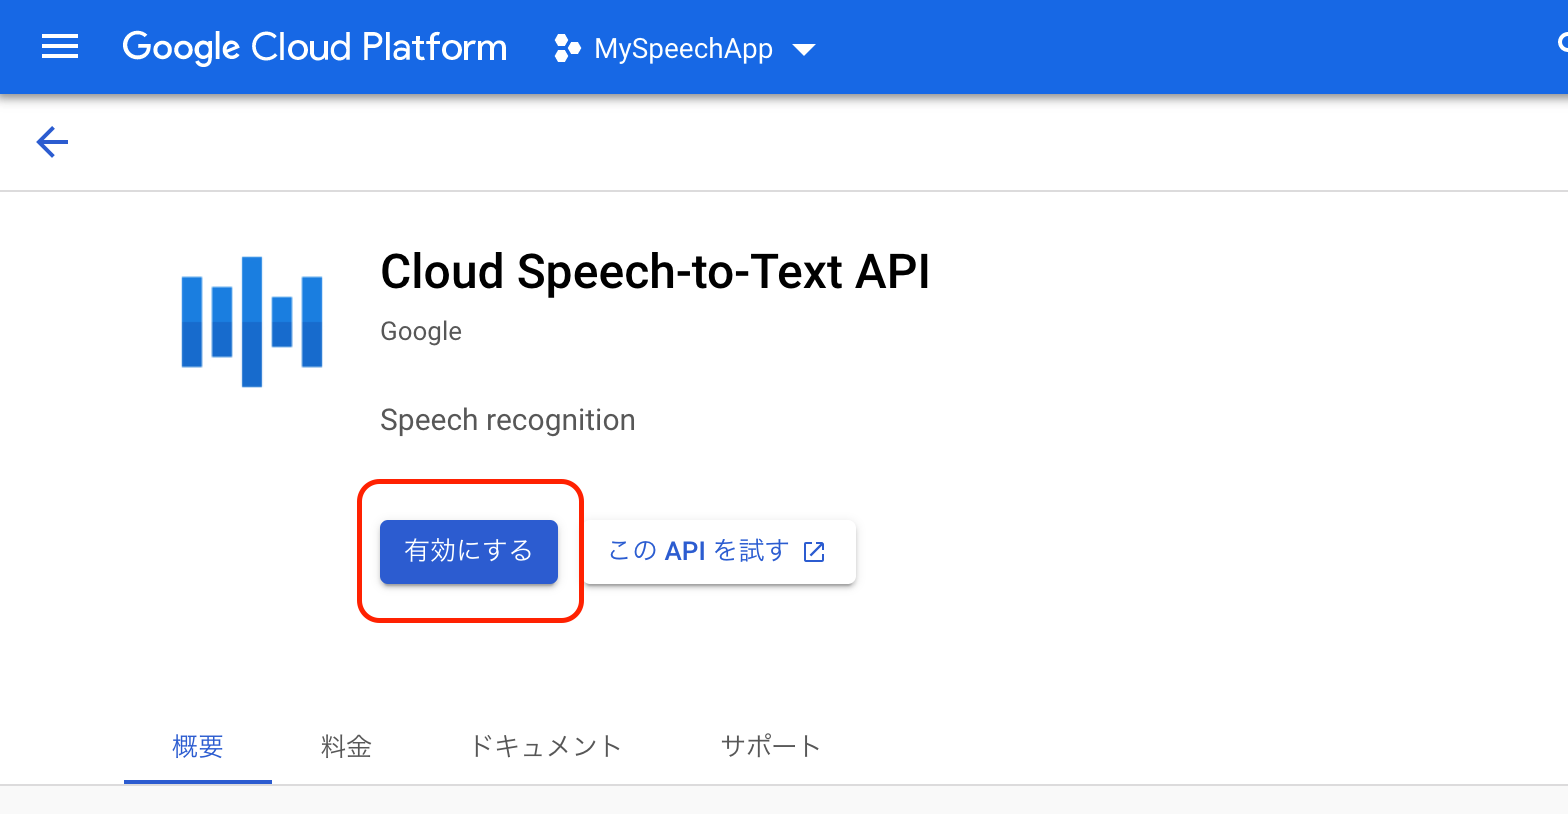 Google Cloud Platform
MySpeechApp
Cloud Speech-to-Text API
Google
Speech recognition
有効にする
この API を試す
概要
料金
ドキュメント
サポート